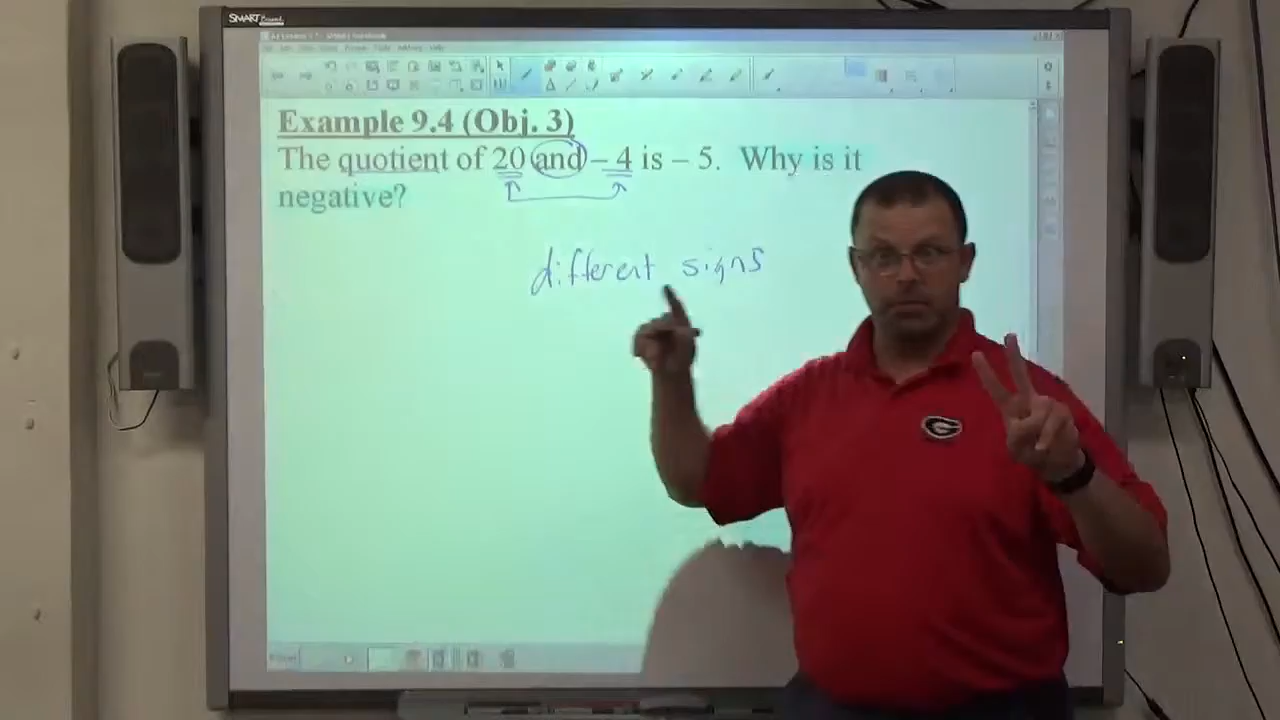 SMART Board
Example 9.4 (Obj. 3)
The quotient of 20 and – 4 is – 5. Why is it
negative?
different signs
G